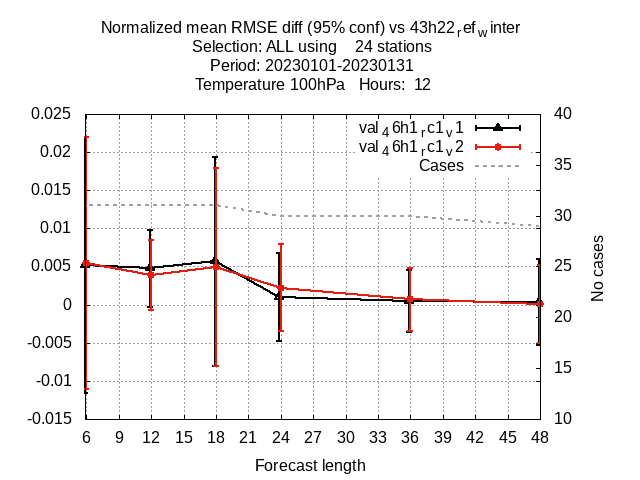 Normalized mean RMSE diff (95% conf) vs 43h22refwinter
Selection: ALL using 24 stations
Period: 20230101-20230131
Temperature 100hPa Hours: 12
0.025
0.02
0.015
0.01
0.005
0
-0.005
-0.01
-0.015
40
35
30
25
20
15
10
val46h1rc1v1
val46h1rc1v2
Cases
No cases
6 9 12 15 18 21 24 27 30 33 36 39 42 45 48
Forecast length